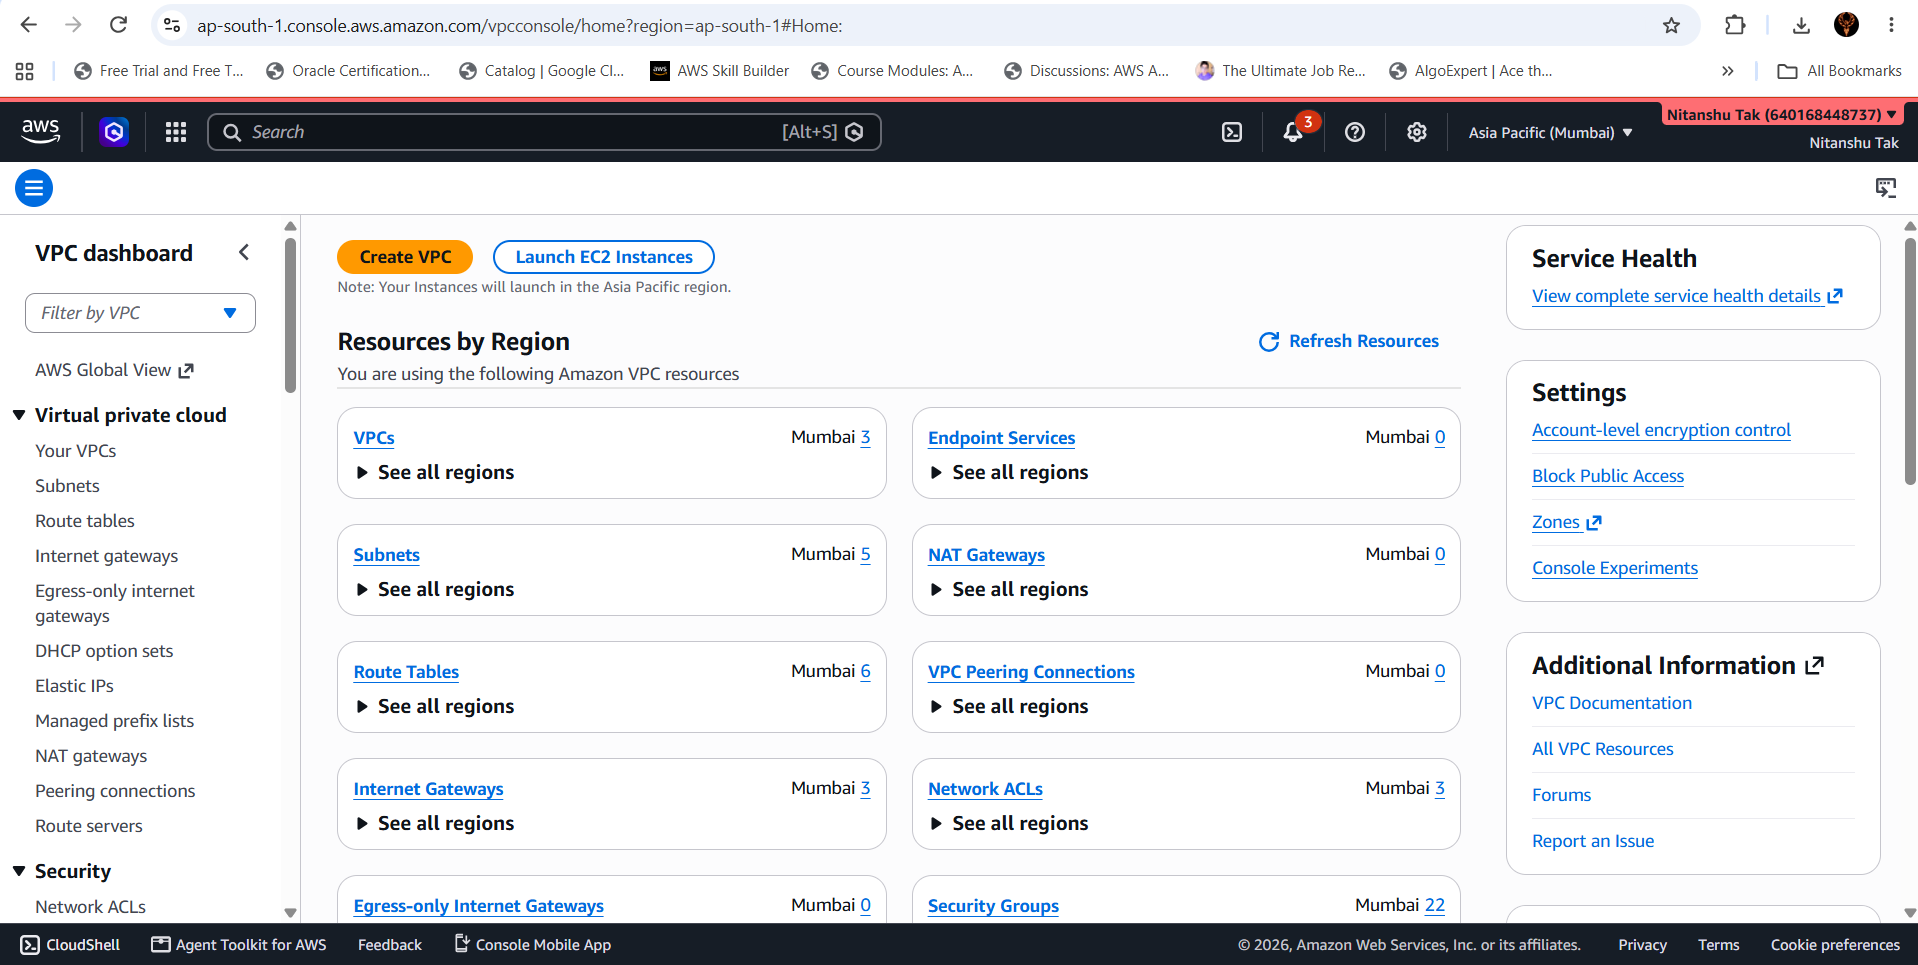 ap-south-1.console.aws.amazon.com/vpcconsole/home?region=ap-south-1#Home:
Free Trial and Free T...
Oracle Certification...
Catalog | Google Cl...
aws
AWS Skill Builder
Course Modules: A...
Discussions: AWS A...
The Ultimate Job Re...
AlgoExpert | Ace th...
All Bookmarks
aws
Search
[Alt+S]
3
Asia Pacific (Mumbai)
Nitanshu Tak (640168448737)
Nitanshu Tak
VPC dashboard
Filter by VPC
AWS Global View
Virtual private cloud
Your VPCs
Subnets
Route tables
Internet gateways
Egress-only internet
gateways
DHCP option sets
Elastic IPs
Managed prefix lists
NAT gateways
Peering connections
Route servers
Security
Network ACLs
Create VPC
Launch EC2 Instances
Note: Your Instances will launch in the Asia Pacific region.
Resources by Region
Refresh Resources
You are using the following Amazon VPC resources
VPCs
Mumbai 3
See all regions
Endpoint Services
Mumbai 0
See all regions
Subnets
Mumbai 5
See all regions
NAT Gateways
Mumbai 0
See all regions
Route Tables
Mumbai 6
See all regions
VPC Peering Connections
Mumbai 0
See all regions
Internet Gateways
Mumbai 3
See all regions
Network ACLs
Mumbai 3
See all regions
Egress-only Internet Gateways
Mumbai 0
Security Groups
Mumbai 22
Service Health
View complete service health details
Settings
Account-level encryption control
Block Public Access
Zones
Console Experiments
Additional Information
VPC Documentation
All VPC Resources
Forums
Report an Issue
CloudShell
Agent Toolkit for AWS
Feedback
Console Mobile App
© 2026, Amazon Web Services, Inc. or its affiliates.
Privacy
Terms
Cookie preferences